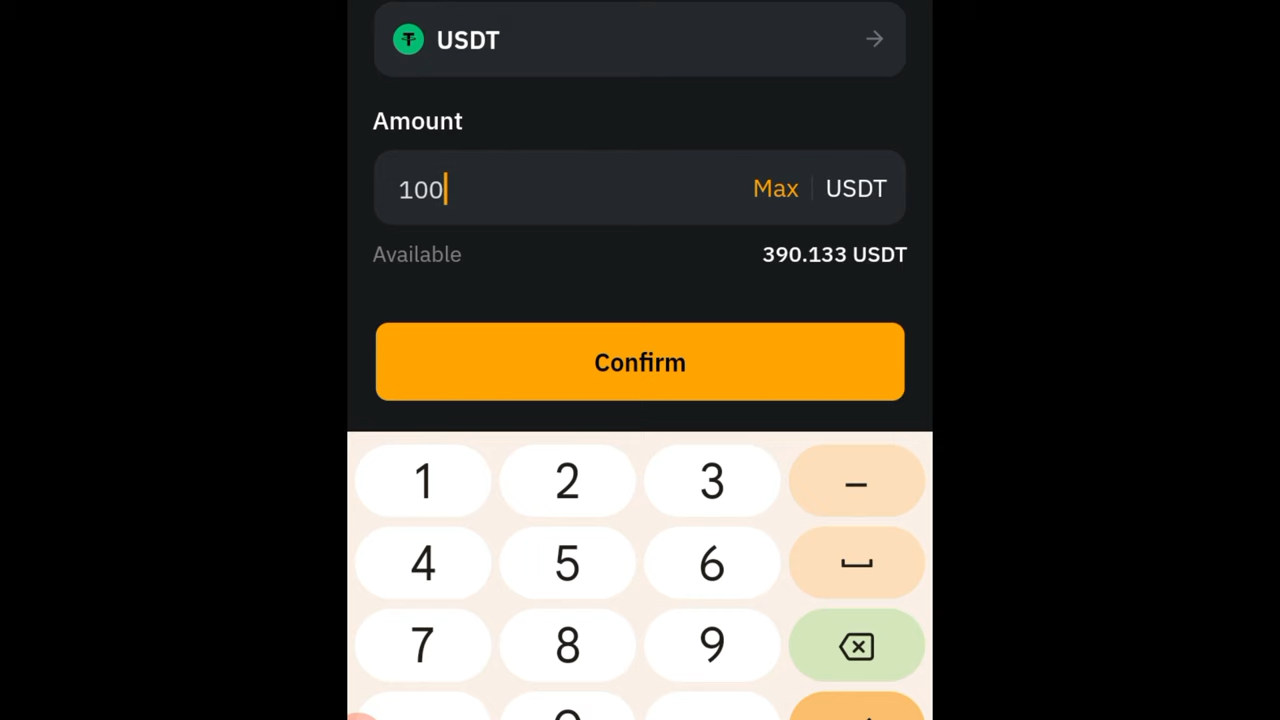 USDT
Amount
100 Max USDT
Available 390.133 USDT
Confirm
1 2 3 –
4 5 6
7 8 9